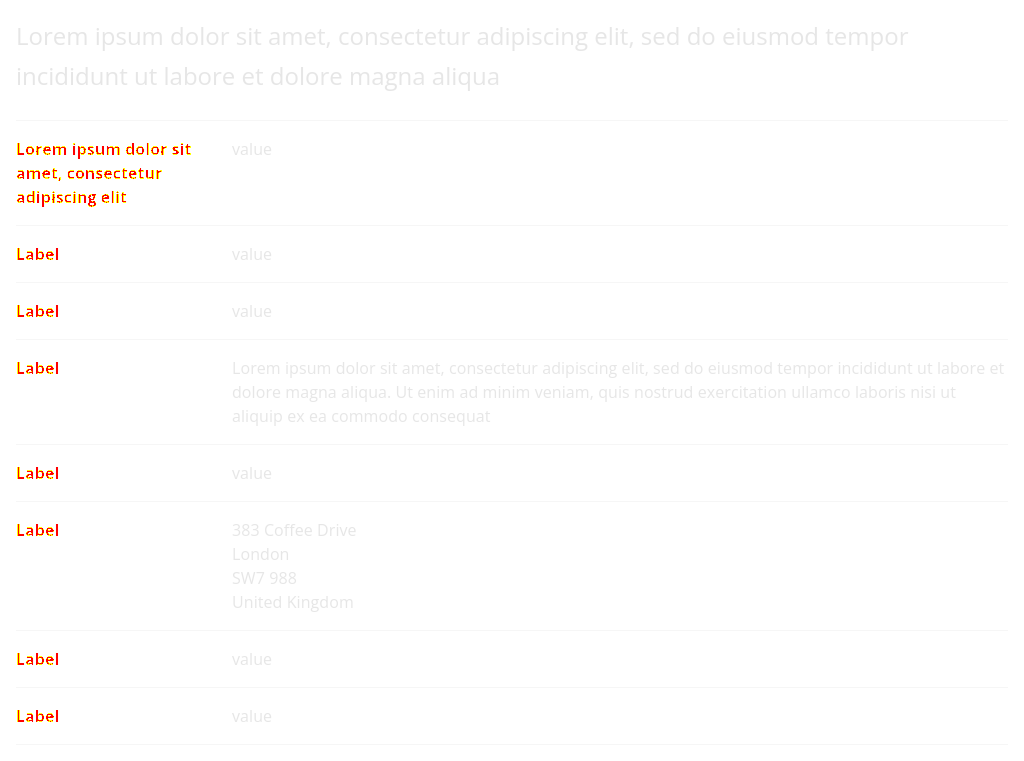 Lorem ipsum dolor sit amet, consectetur adipiscing elit, sed do eiusmod tempor
incididunt ut labore et dolore magna aliqua
Lorem ipsum dolor sit
amet, consectetur
adipiscing elit
value
Label
value
Label
value
Label
Lorem ipsum dolor sit amet, consectetur adipiscing elit, sed do eiusmod tempor incididunt ut labore et
dolore magna aliqua. Ut enim ad minim veniam, quis nostrud exercitation ullamco laboris nisi ut
aliquip ex ea commodo consequat
Label
value
Label
383 Coffee Drive
London
SW7 988
United Kingdom
Label
value
Label
value